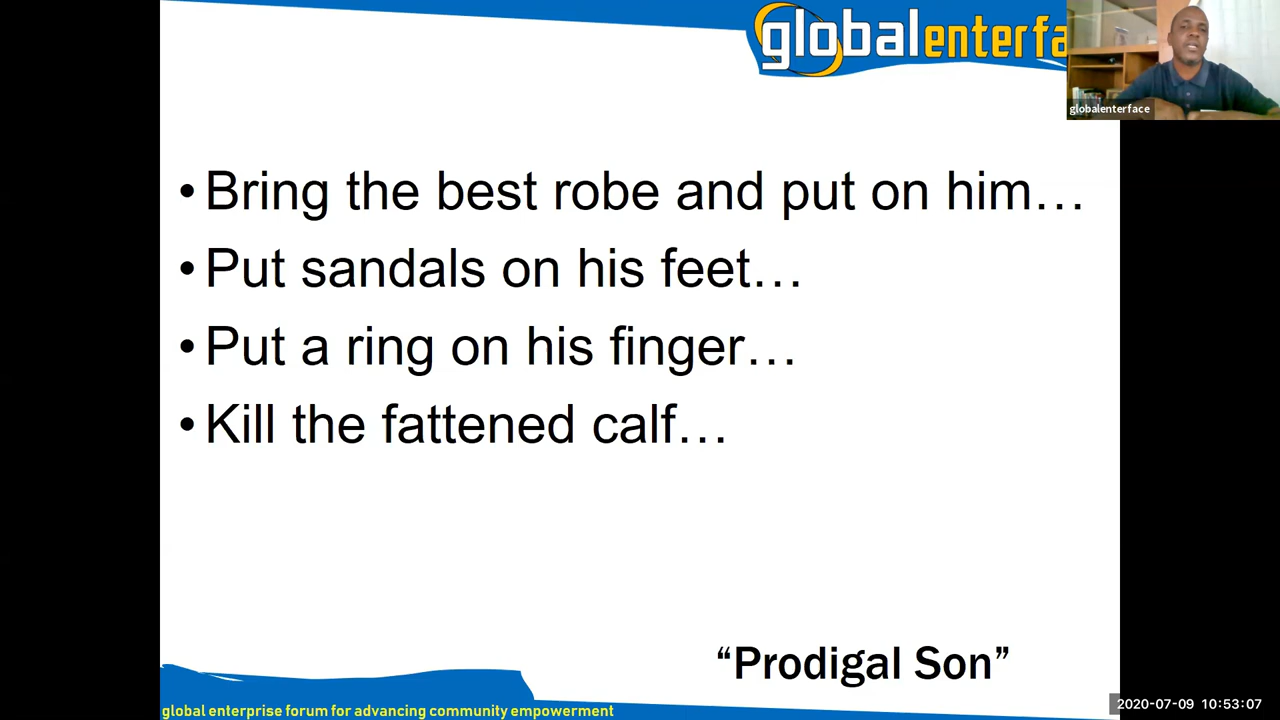 globalenterfa
globalenterface
• Bring the best robe and put on him…
• Put sandals on his feet…
• Put a ring on his finger…
• Kill the fattened calf…
“Prodigal Son”
2020-07-09 10:53:07
global enterprise forum for advancing community empowerment